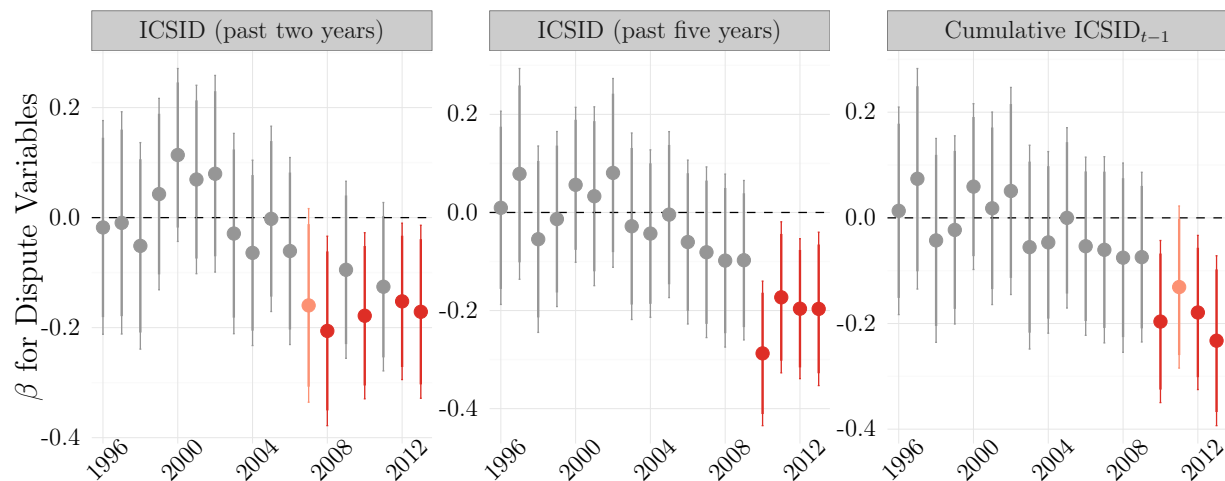 ICSID (past two years)
ICSID (past five years)
Cumulative ICSIDₜ₋₁
β for Dispute Variables
0.2
0.0
-0.2
-0.4
0.2
0.0
-0.2
-0.4
0.2
0.0
-0.2
-0.4
1996 2000 2004 2008 2012
1996 2000 2004 2008 2012
1996 2000 2004 2008 2012